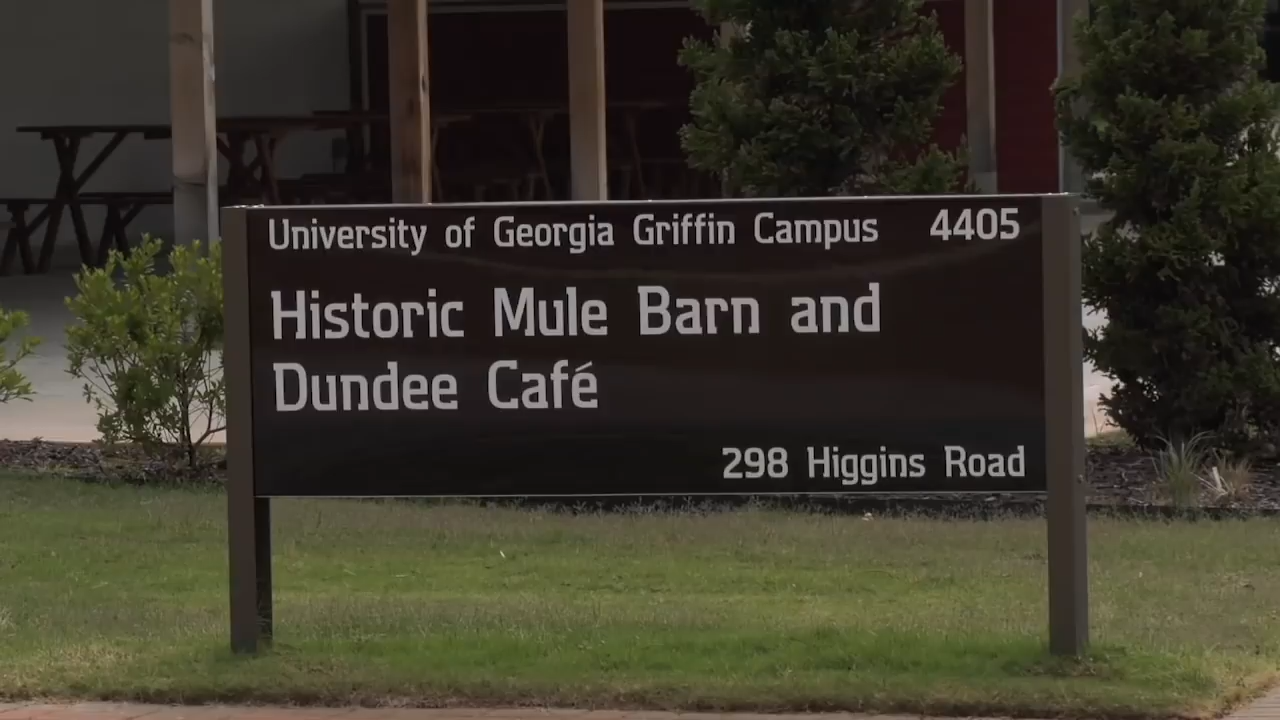 University of Georgia Griffin Campus 4405
Historic Mule Barn and
Dundee Café
298 Higgins Road